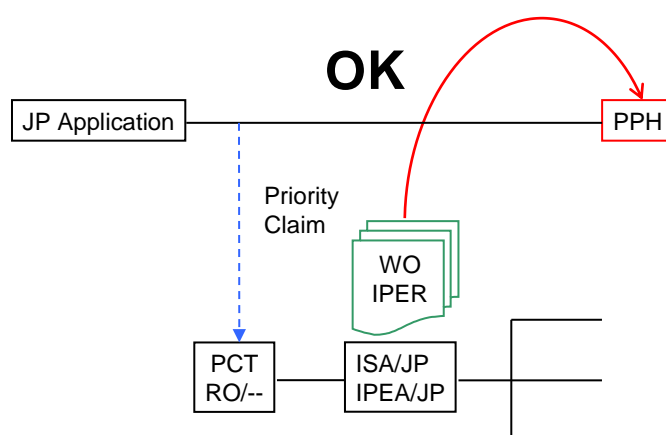 OK
JP Application
PPH
Priority
Claim
WO
IPER
PCT
RO/--
ISA/JP
IPEA/JP